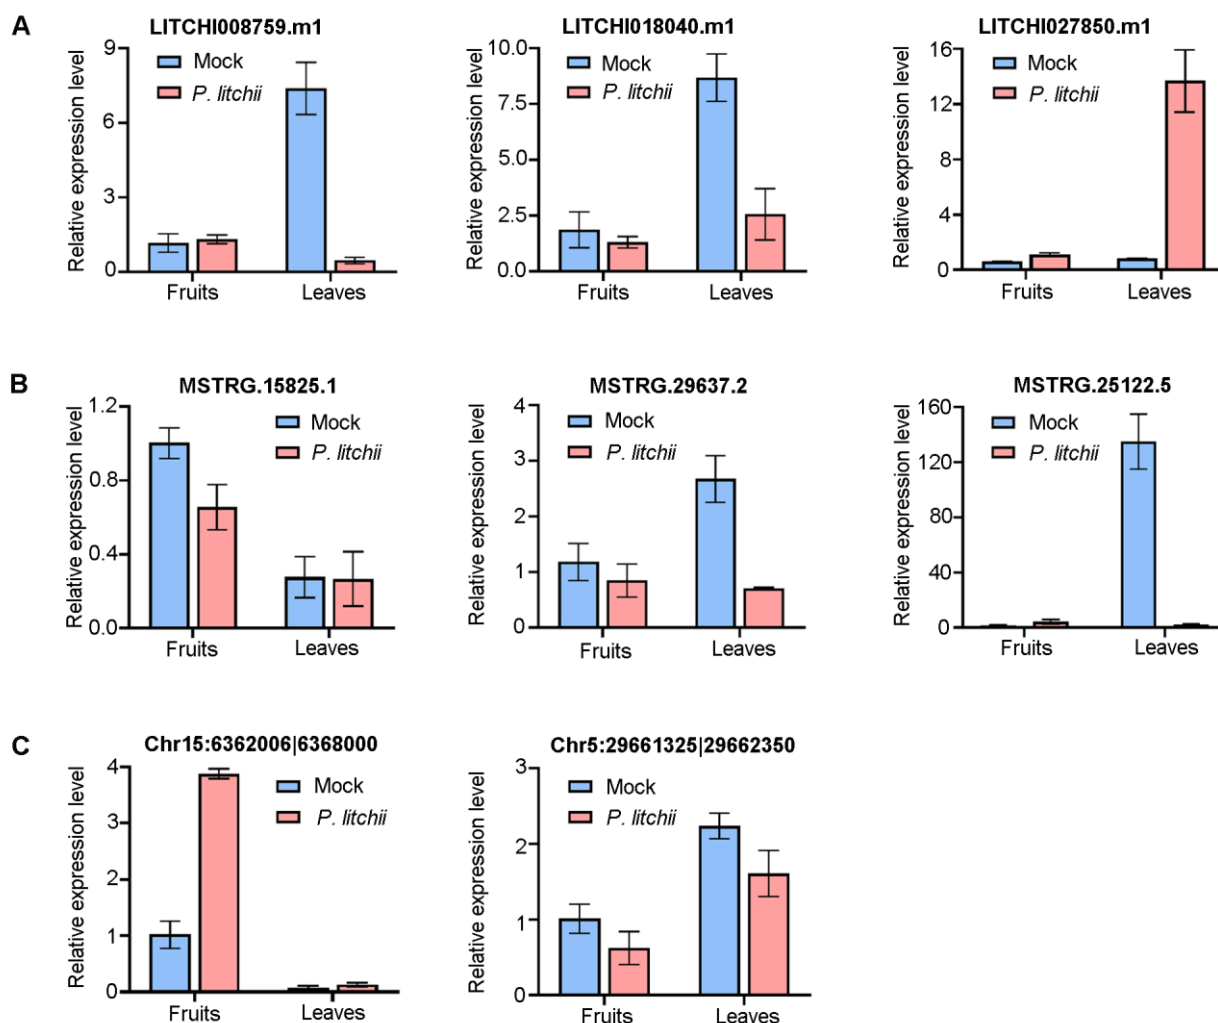 A
LITCHI008759.m1
Relative expression level
9
6
3
0
Mock
P. litchii
Fruits
Leaves
LITCHI018040.m1
Relative expression level
10.0
7.5
5.0
2.5
0.0
Mock
P. litchii
Fruits
Leaves
LITCHI027850.m1
Relative expression level
16
12
8
4
0
Mock
P. litchii
Fruits
Leaves
B
MSTRG.15825.1
Relative expression level
1.2
0.8
0.4
0.0
Mock
P. litchii
Fruits
Leaves
MSTRG.29637.2
Relative expression level
4
3
2
1
0
Mock
P. litchii
Fruits
Leaves
MSTRG.25122.5
Relative expression level
160
120
80
40
0
Mock
P. litchii
Fruits
Leaves
C
Chr15:6362006|6368000
Relative expression level
4
3
2
1
0
Mock
P. litchii
Fruits
Leaves
Chr5:29661325|29662350
Relative expression level
3
2
1
0
Mock
P. litchii
Fruits
Leaves